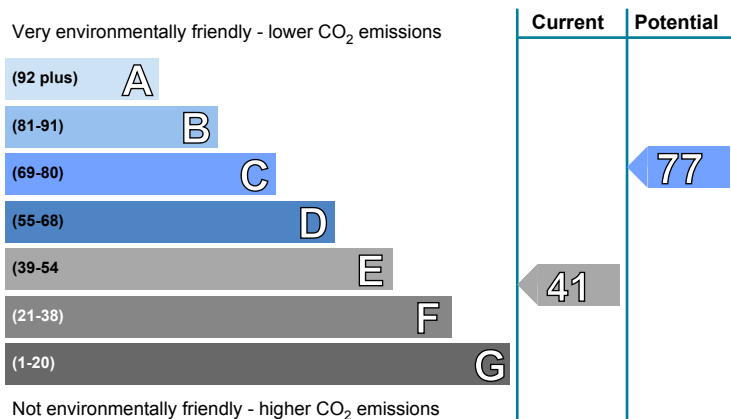 Very environmentally friendly - lower CO2 emissions
Current
Potential
(92 plus) A
(81-91) B
(69-80) C
77
(55-68) D
(39-54 E
41
(21-38) F
(1-20) G
Not environmentally friendly - higher CO2 emissions